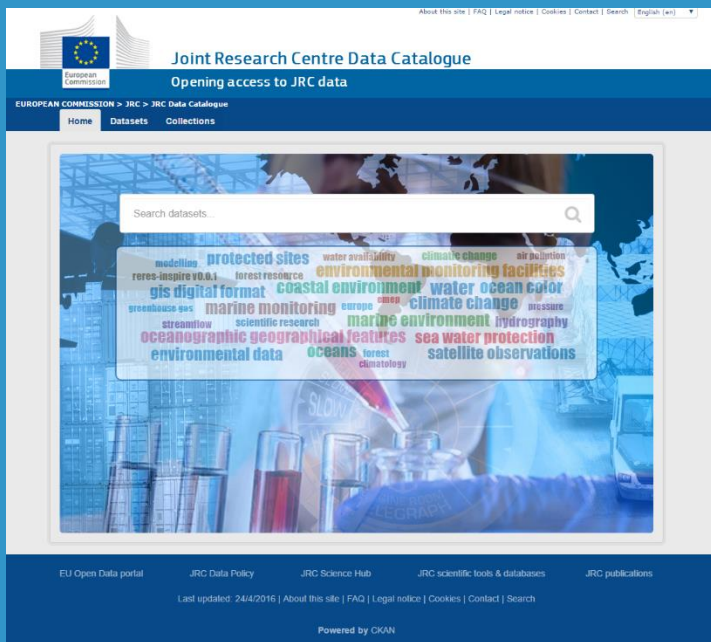 About this site | FAQ | Legal notice | Cookies | Contact | Search English (en)
European
Commission
Joint Research Centre Data Catalogue
Opening access to JRC data
EUROPEAN COMMISSION > JRC > JRC Data Catalogue
Home Datasets Collections
Search datasets...
modelling protected sites water availability climatic change air pollution
reres-inspire v0.0.1 forest resource environmental monitoring facilities
gis digital format coastal environment water ocean color
greenhouse gas marine monitoring europe emep climate change pressure
streamflow scientific research marine environment hydrography
oceanographic geographical features sea water protection
environmental data oceans forest satellite observations
climatology
SLOW
TELEGRAPH
EU Open Data portal JRC Data Policy JRC Science Hub JRC scientific tools & databases JRC publications
Last updated: 24/4/2016 | About this site | FAQ | Legal notice | Cookies | Contact | Search
Powered by CKAN